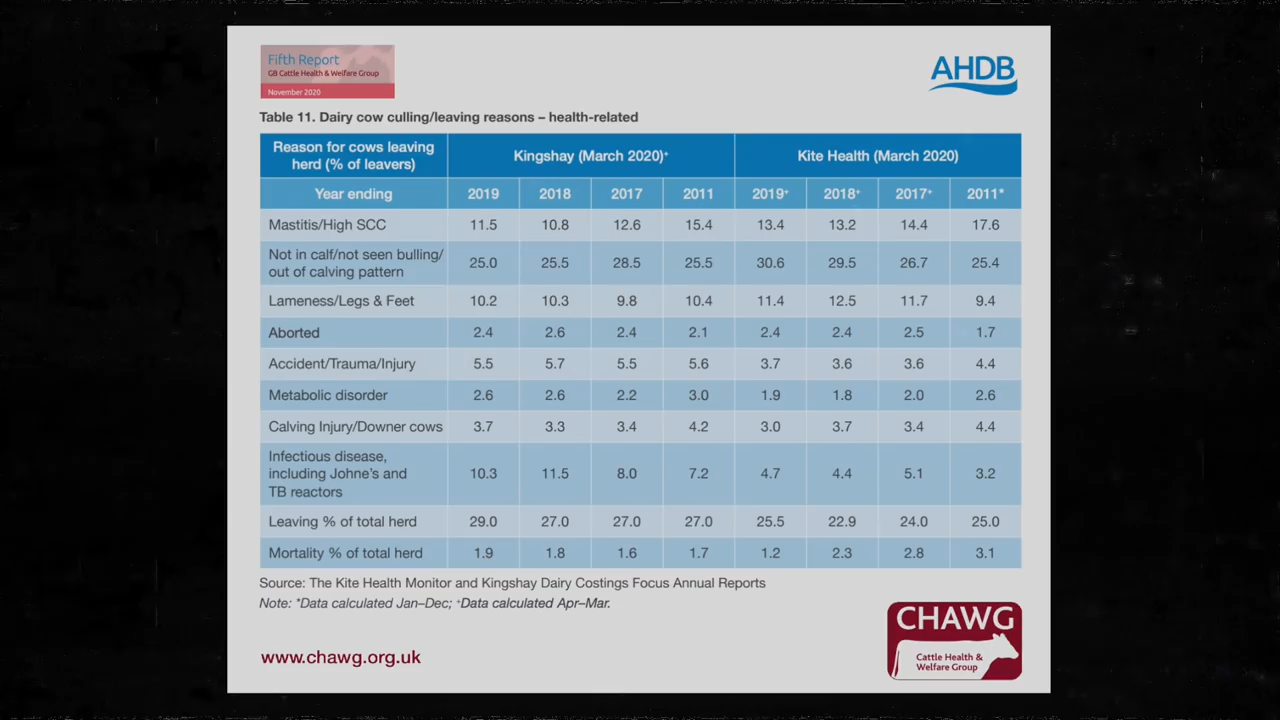 Fifth Report
GB Cattle Health & Welfare Group
November 2020
AHDB
Table 11. Dairy cow culling/leaving reasons – health-related
Reason for cows leaving herd (% of leavers) Kingshay (March 2020)+ Kite Health (March 2020)
Year ending 2019 2018 2017 2011 2019+ 2018+ 2017+ 2011*
Mastitis/High SCC 11.5 10.8 12.6 15.4 13.4 13.2 14.4 17.6
Not in calf/not seen bulling/
out of calving pattern 25.0 25.5 28.5 25.5 30.6 29.5 26.7 25.4
Lameness/Legs & Feet 10.2 10.3 9.8 10.4 11.4 12.5 11.7 9.4
Aborted 2.4 2.6 2.4 2.1 2.4 2.4 2.5 1.7
Accident/Trauma/Injury 5.5 5.7 5.5 5.6 3.7 3.6 3.6 4.4
Metabolic disorder 2.6 2.6 2.2 3.0 1.9 1.8 2.0 2.6
Calving Injury/Downer cows 3.7 3.3 3.4 4.2 3.0 3.7 3.4 4.4
Infectious disease,
including Johne's and
TB reactors 10.3 11.5 8.0 7.2 4.7 4.4 5.1 3.2
Leaving % of total herd 29.0 27.0 27.0 27.0 25.5 22.9 24.0 25.0
Mortality % of total herd 1.9 1.8 1.6 1.7 1.2 2.3 2.8 3.1
Source: The Kite Health Monitor and Kingshay Dairy Costings Focus Annual Reports
Note: *Data calculated Jan–Dec; +Data calculated Apr–Mar.
www.chawg.org.uk
CHAWG
Cattle Health &
Welfare Group